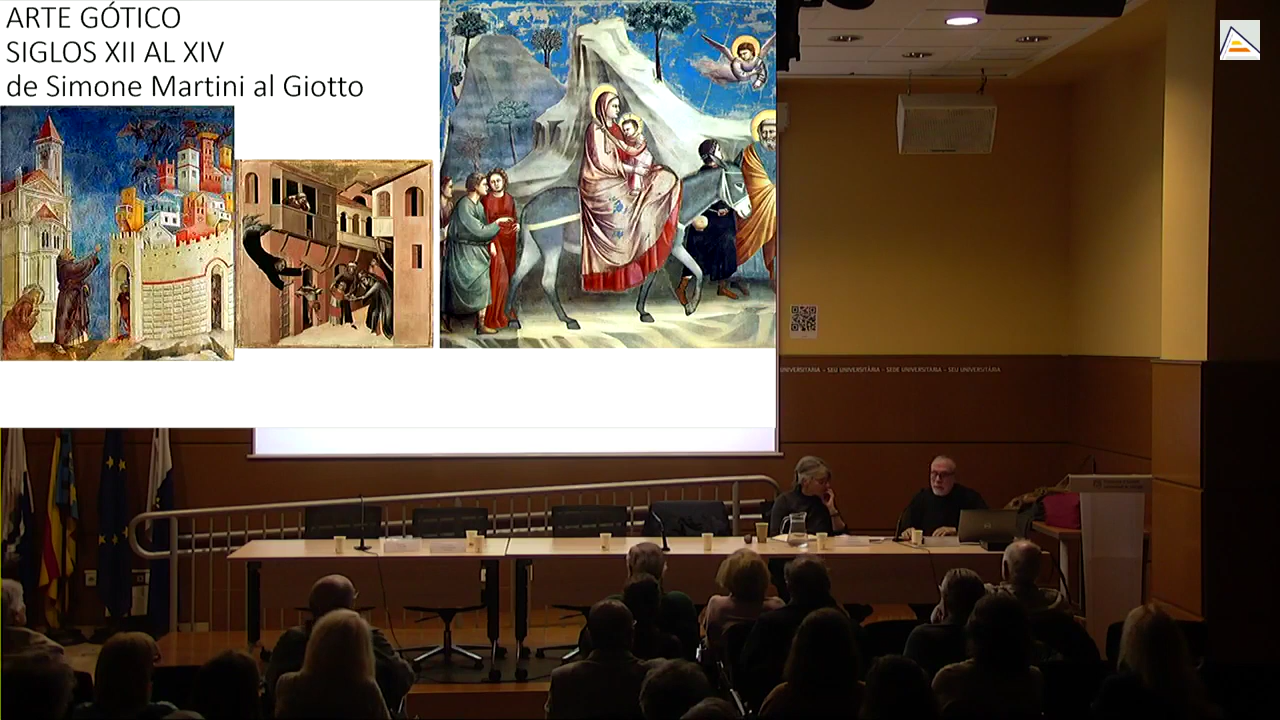 ARTE GÓTICO
SIGLOS XII AL XIV
de Simone Martini al Giotto
UNIVERSITARIA - SEU UNIVERSITÀRIA - SEDE UNIVERSITARIA - SEU UNIVERSITÀRIA